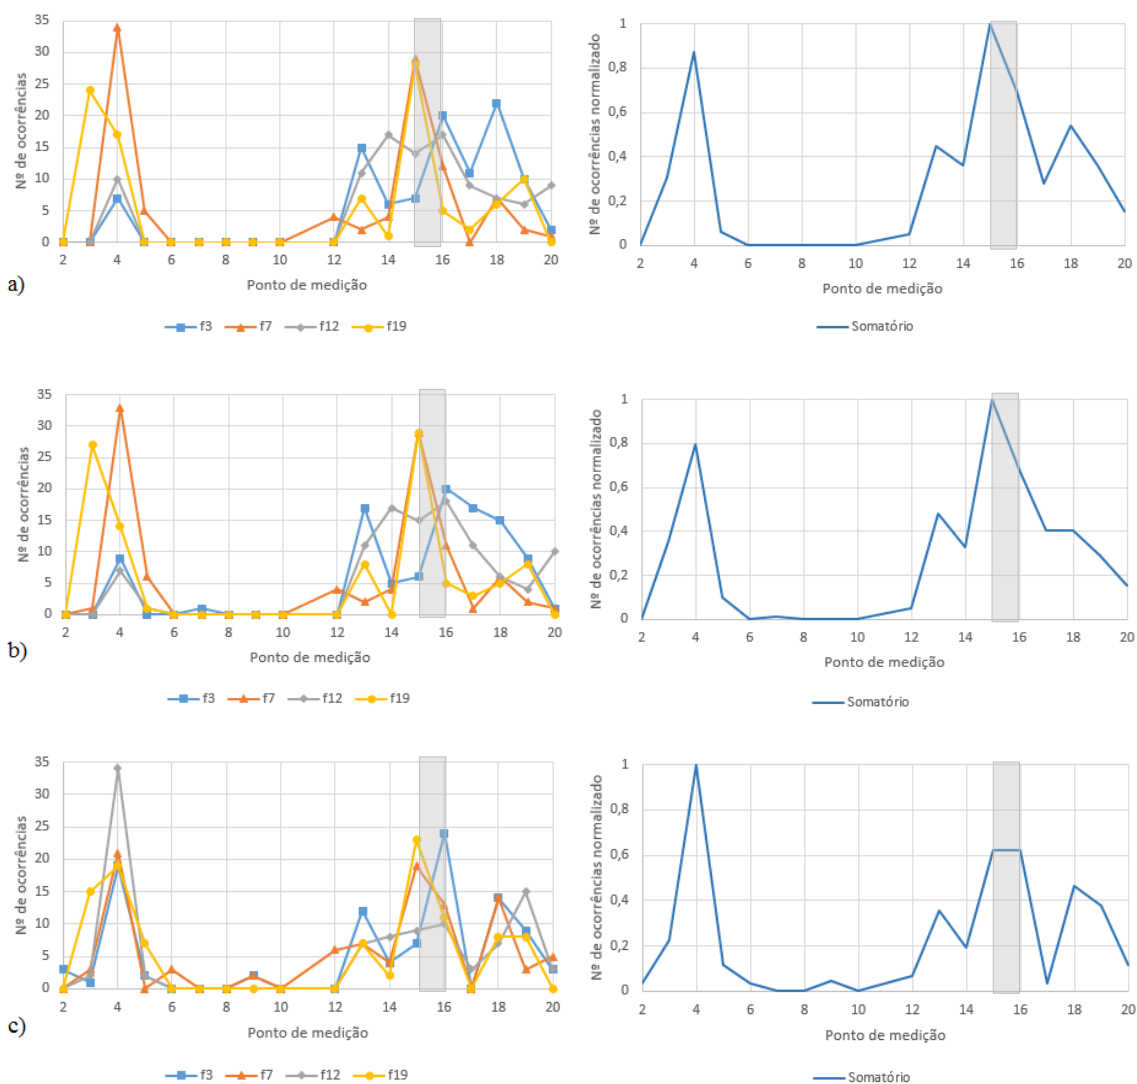 35
30
25
20
15
10
5
0
Nº de ocorrências
2 4 6 8 10 12 14 16 18 20
Ponto de medição
f3 f7 f12 f19
1
0,8
0,6
0,4
0,2
0
Nº de ocorrências normalizado
2 4 6 8 10 12 14 16 18 20
Ponto de medição
Somatório
a)
35
30
25
20
15
10
5
0
Nº de ocorrências
2 4 6 8 10 12 14 16 18 20
Ponto de medição
f3 f7 f12 f19
1
0,8
0,6
0,4
0,2
0
Nº de ocorrências normalizado
2 4 6 8 10 12 14 16 18 20
Ponto de medição
Somatório
b)
35
30
25
20
15
10
5
0
Nº de ocorrências
2 4 6 8 10 12 14 16 18 20
Ponto de medição
f3 f7 f12 f19
1
0,8
0,6
0,4
0,2
0
Nº de ocorrências normalizado
2 4 6 8 10 12 14 16 18 20
Ponto de medição
Somatório
c)